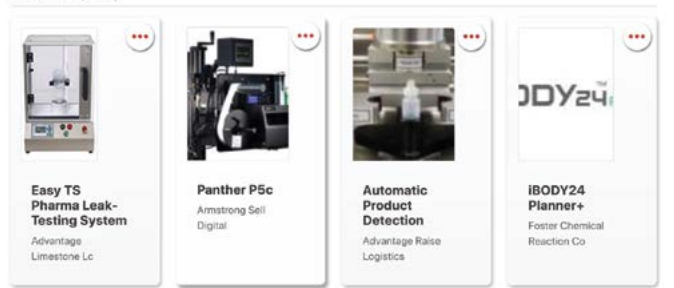 Easy TS
Pharma Leak-
Testing System
Advantage
Limestone Lc
Panther P5c
Armstrong Sell
Digital
Automatic
Product
Detection
Advantage Raise
Logistics
ODY24
TM
iBODY24
Planner+
Foster Chemical
Reaction Co